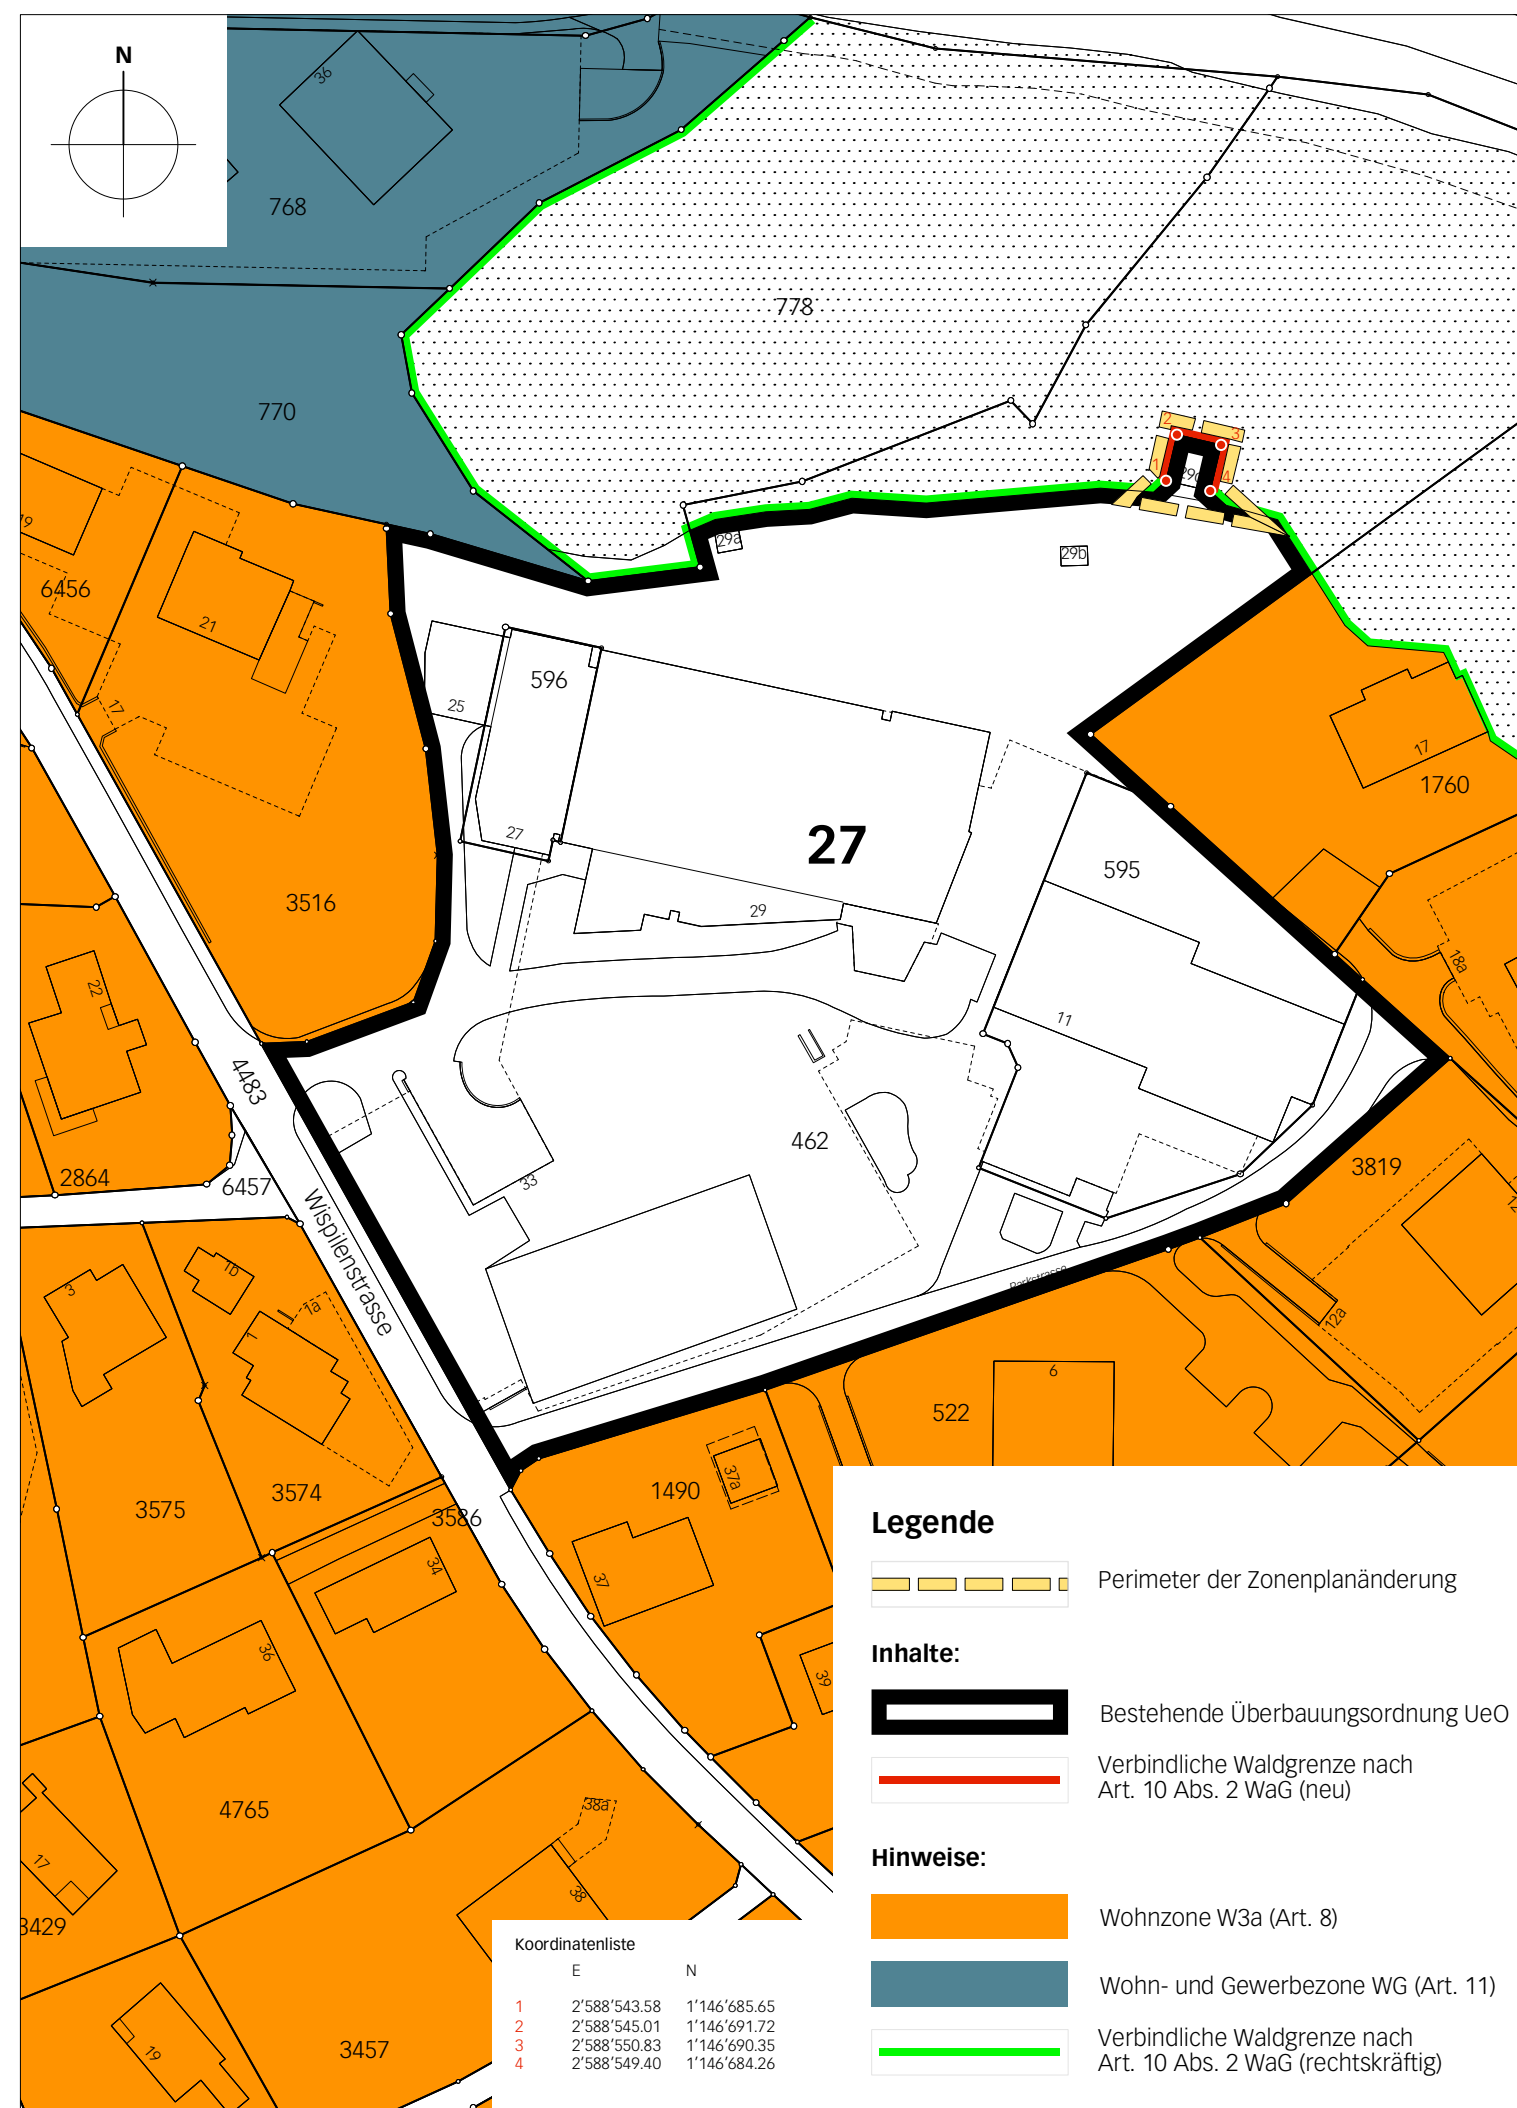 N
36
768
778
770
2
3
1
4
29a
29b
19
6456
21
17
596
25
27
27
3516
29
595
17
1760
18a
22
11
4483
462
2864
6457
33
3819
Wispilenstrasse
Parkstrasse
3
1b
1a
1
12a
6
522
3575
3574
3586
1490
37a
34
37
36
39
4765
38a
17
38
3429
19
3457
Legende
Perimeter der Zonenplanänderung
Inhalte:
Bestehende Überbauungsordnung UeO
Verbindliche Waldgrenze nach
Art. 10 Abs. 2 WaG (neu)
Hinweise:
Wohnzone W3a (Art. 8)
Wohn- und Gewerbezone WG (Art. 11)
Verbindliche Waldgrenze nach
Art. 10 Abs. 2 WaG (rechtskräftig)
Koordinatenliste
E N
1 2'588'543.58 1'146'685.65
2 2'588'545.01 1'146'691.72
3 2'588'550.83 1'146'690.35
4 2'588'549.40 1'146'684.26